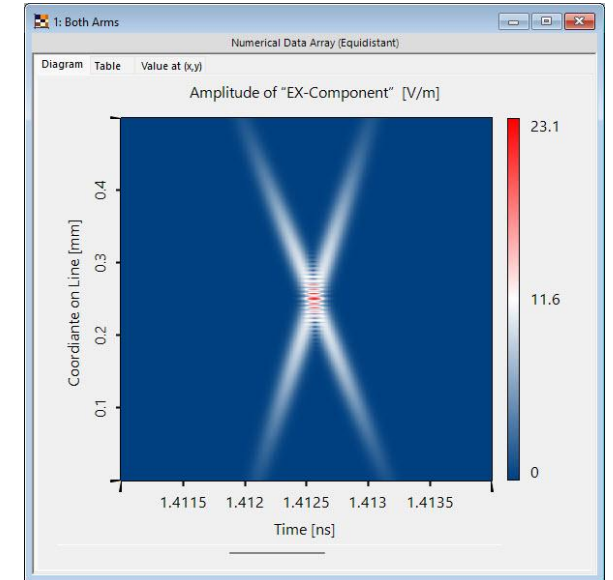 1: Both Arms
Numerical Data Array (Equidistant)
Diagram Table Value at (x,y)
Amplitude of “EX-Component” [V/m]
23.1
11.6
0
Coordiante on Line [mm]
0.4
0.3
0.2
0.1
1.4115 1.412 1.4125 1.413 1.4135
Time [ns]